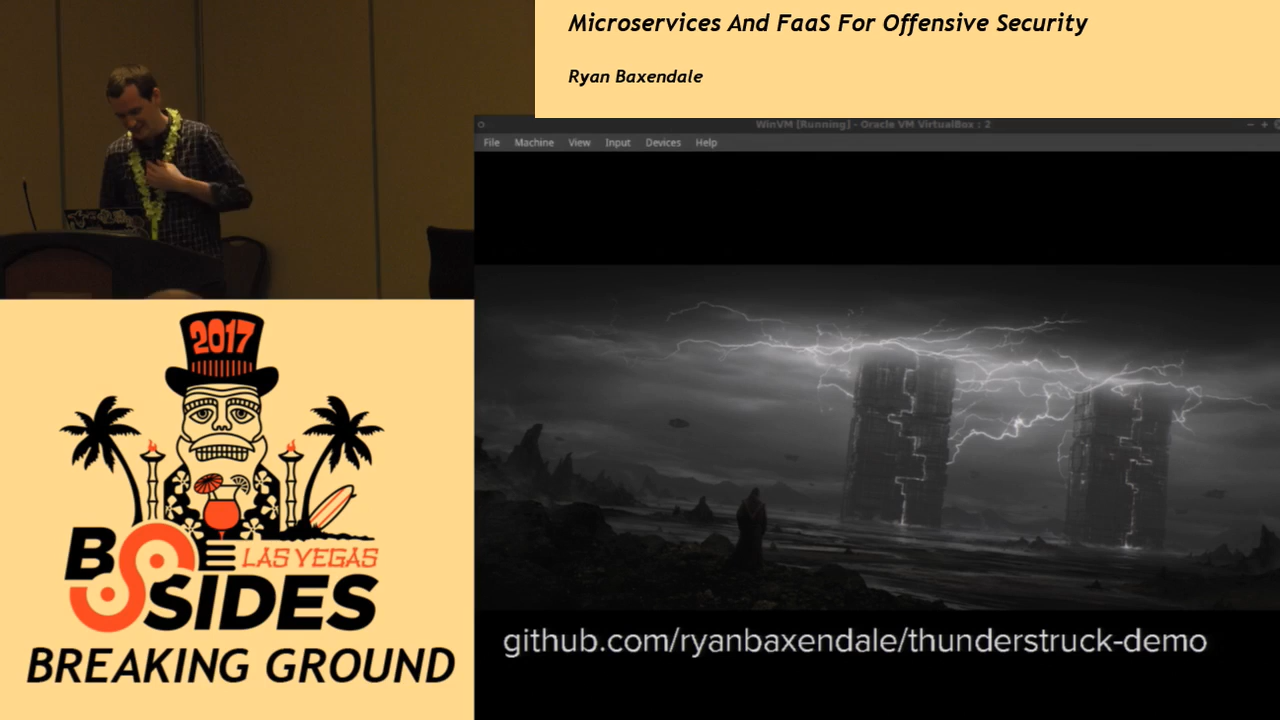 Microservices And FaaS For Offensive Security
Ryan Baxendale
WinVM [Running] - Oracle VM VirtualBox : 2
File Machine View Input Devices Help
2017
BSIDES
LAS VEGAS
BREAKING GROUND
github.com/ryanbaxendale/thunderstruck-demo